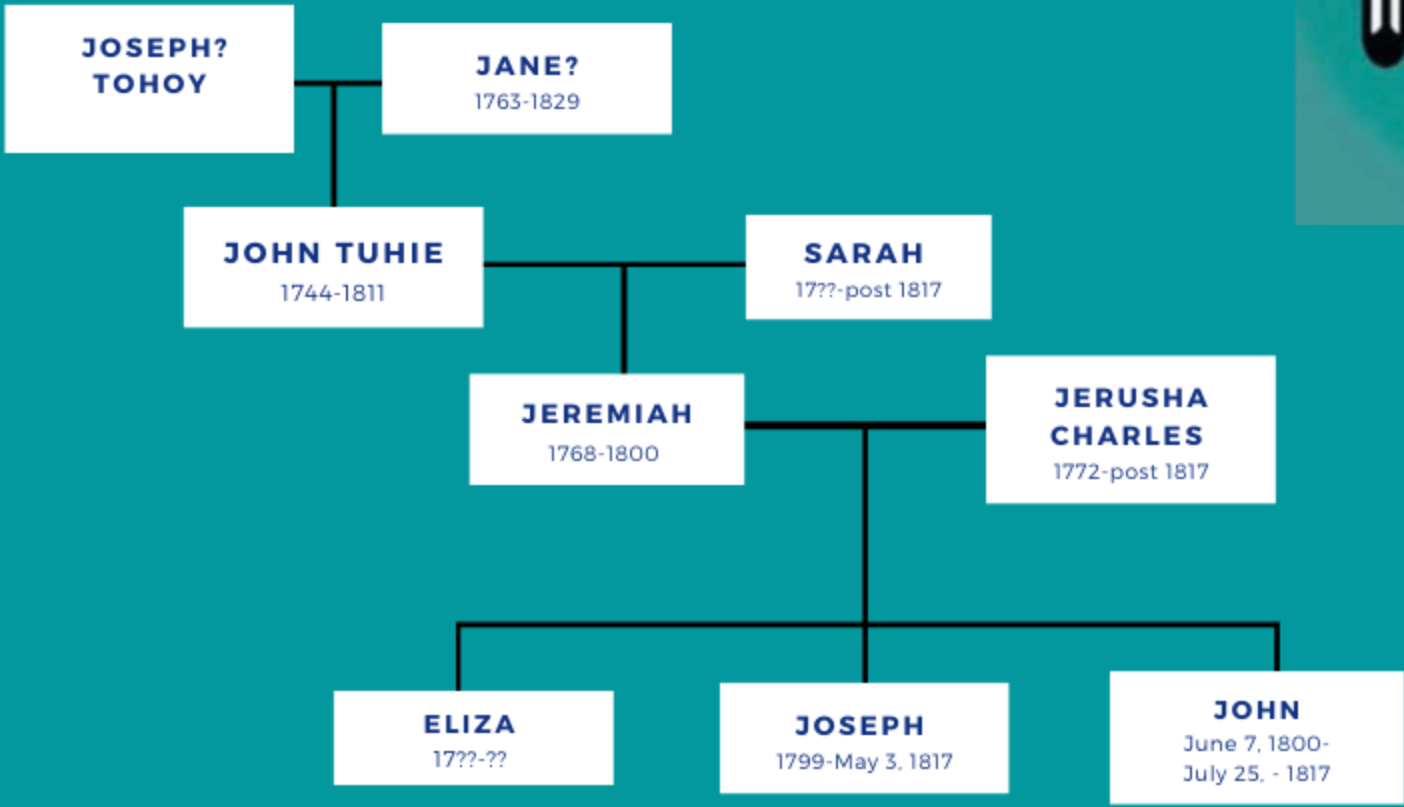 JOSEPH?
TOHOY
JANE?
1763-1829
JOHN TUHIE
1744-1811
SARAH
17??-post 1817
JEREMIAH
1768-1800
JERUSHA
CHARLES
1772-post 1817
ELIZA
17??-??
JOSEPH
1799-May 3, 1817
JOHN
June 7, 1800-
July 25, - 1817